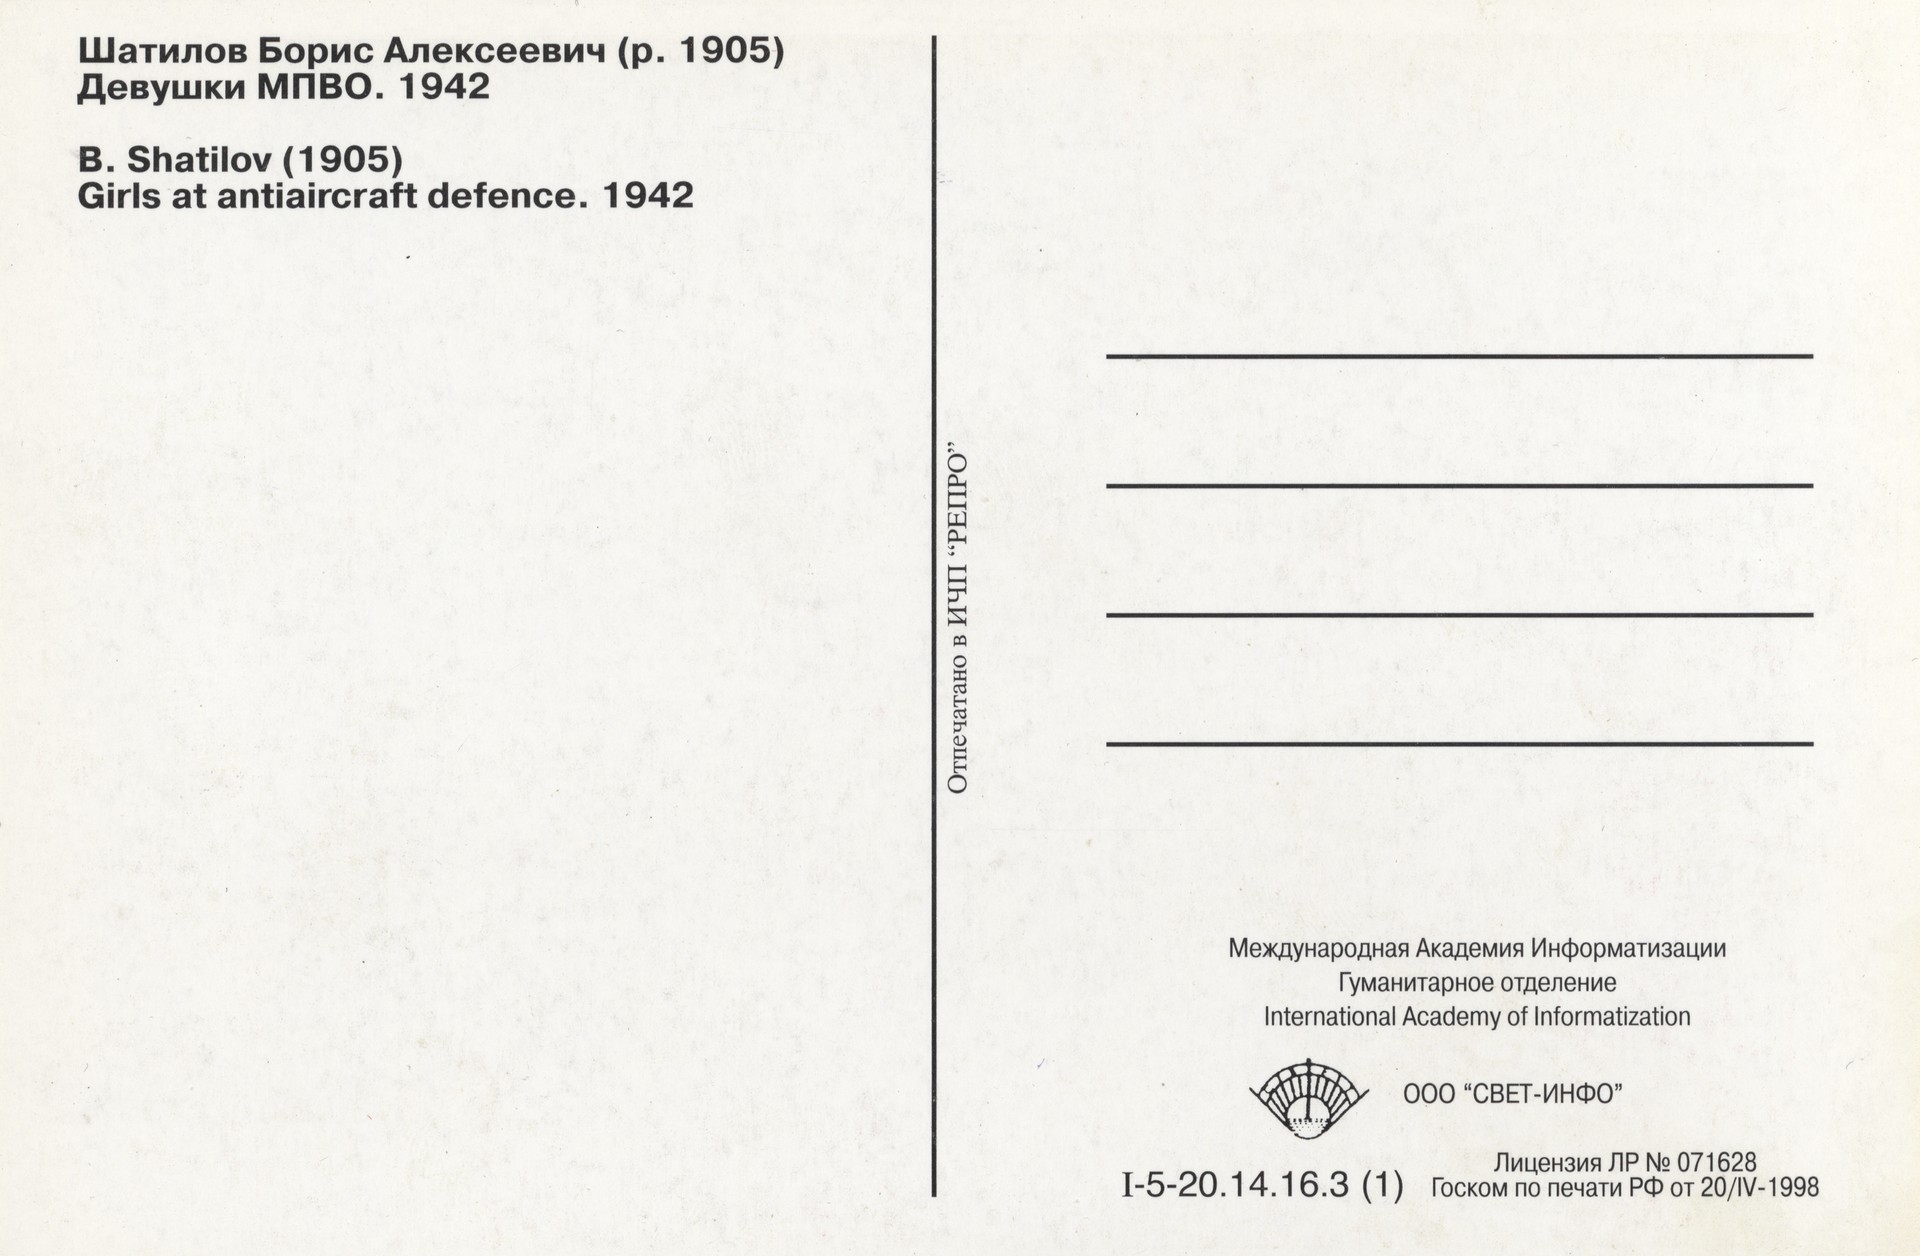 Шатилов Борис Алексеевич (р. 1905)
Девушки МПВО. 1942
B. Shatilov (1905)
Girls at antiaircraft defence. 1942
Отпечатано в ИЧП “РЕПРО”
Международная Академия Информатизации
Гуманитарное отделение
International Academy of Informatization
ООО “СВЕТ-ИНФО”
I-5-20.14.16.3 (1)
Лицензия ЛР № 071628
Госком по печати РФ от 20/IV-1998